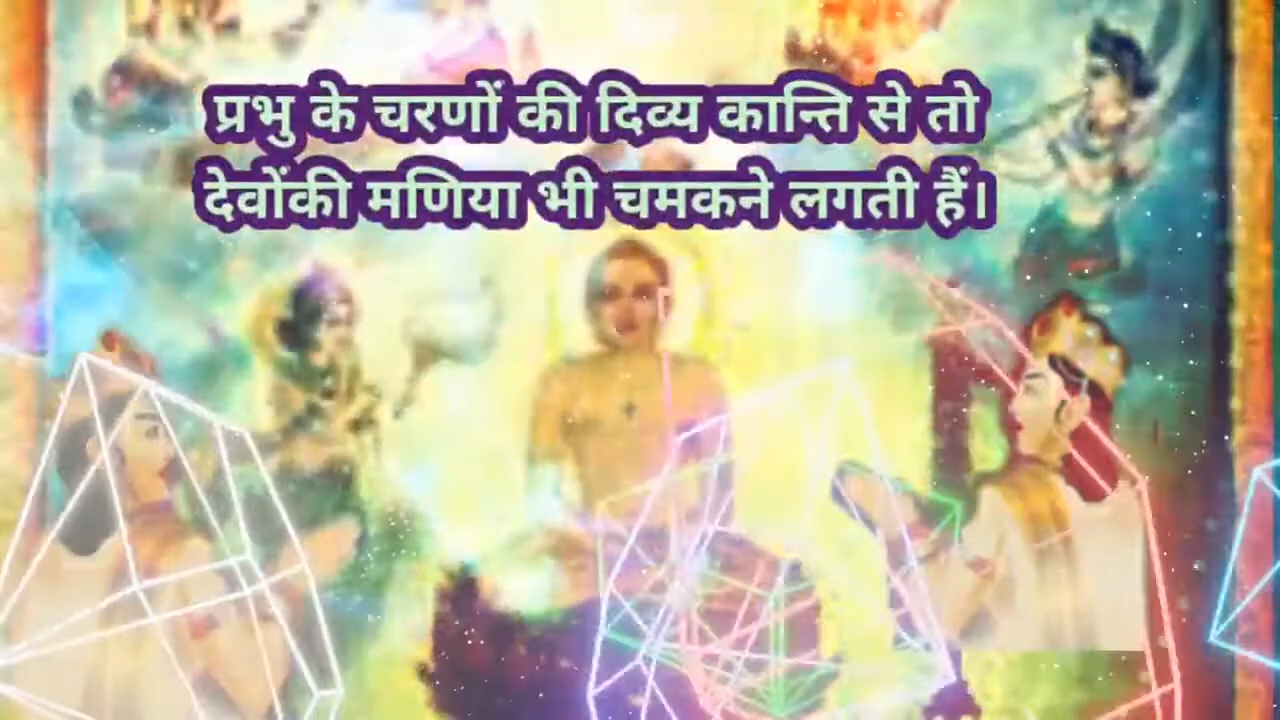 प्रभु के चरणों की दिव्य कान्ति से तो
देवोंकी मणिया भी चमकने लगती हैं।